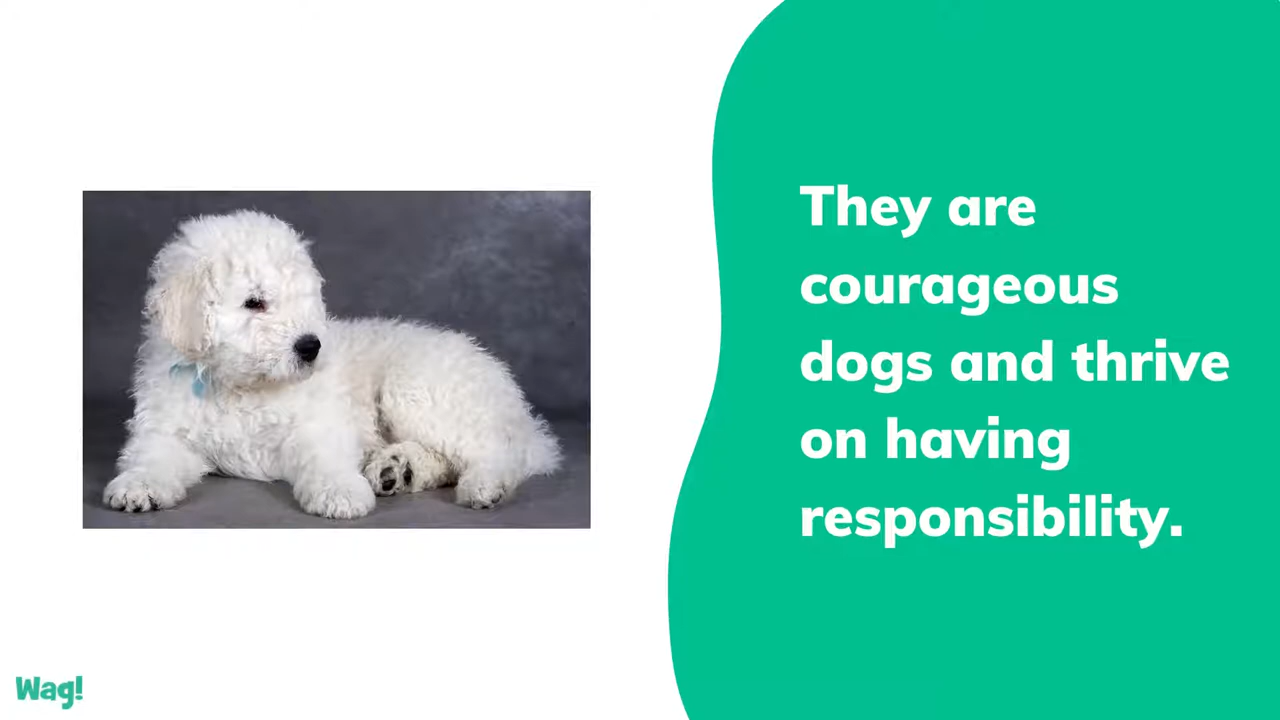 They are
courageous
dogs and thrive
on having
responsibility.
Wag!